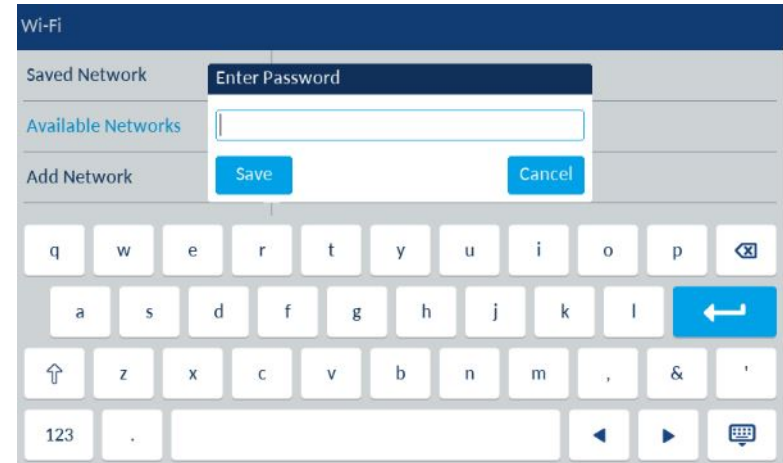 Wi-Fi
Saved Network
Enter Password
Available Networks
Add Network
Save Cancel
q w e r t y u i o p
a s d f g h j k l
z x c v b n m , & '
123 .